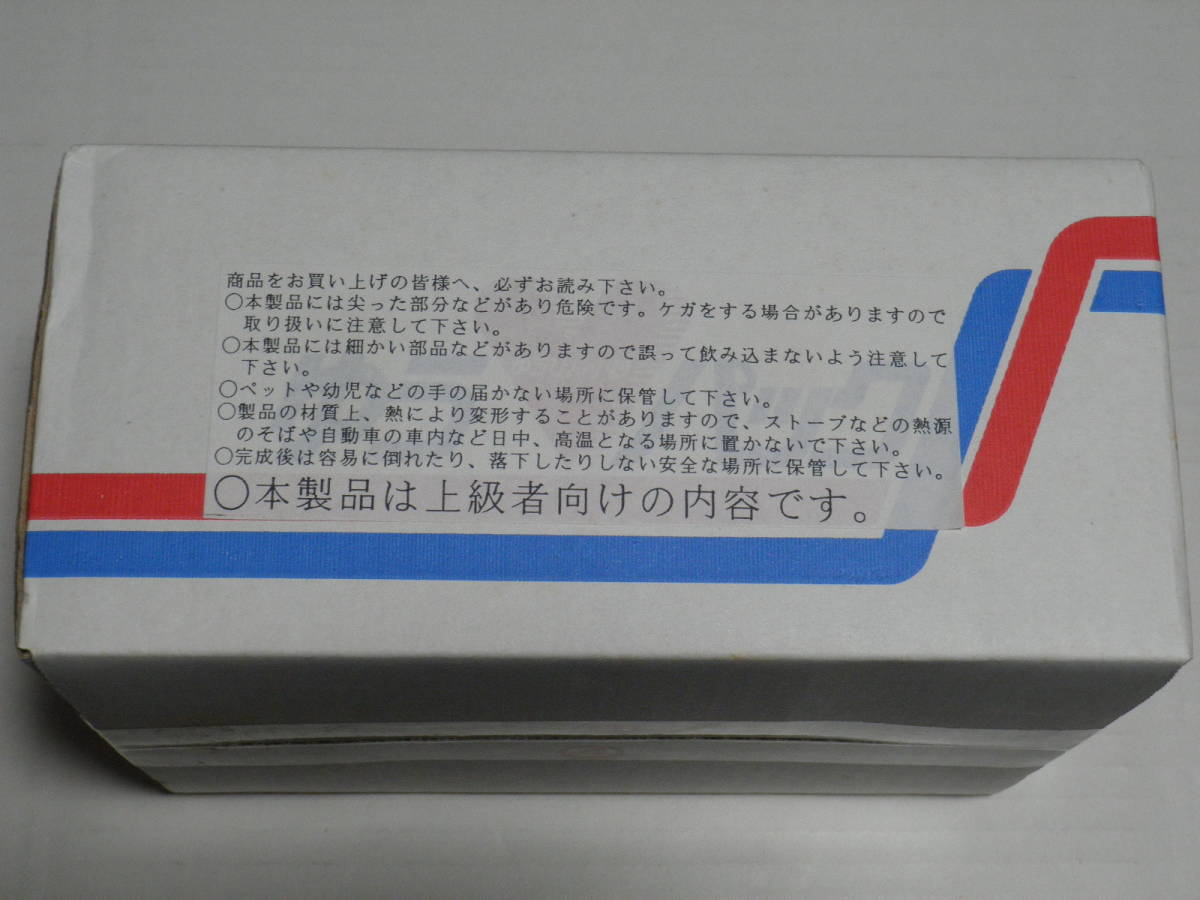 商品をお買い上げの皆様へ、必ずお読み下さい。
○本製品には尖った部分などがあり危険です。ケガをする場合がありますので
取り扱いに注意して下さい。
○本製品には細かい部品などがありますので誤って飲み込まないよう注意して
下さい。
○ペットや幼児などの手の届かない場所に保管して下さい。
○製品の材質上、熱により変形することがありますので、ストーブなどの熱源
のそばや自動車の車内など日中、高温となる場所に置かないで下さい。
○完成後は容易に倒れたり、落下したりしない安全な場所に保管して下さい。
○本製品は上級者向けの内容です。